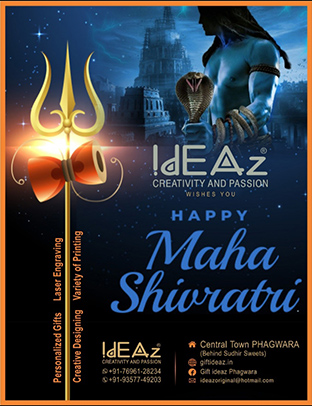 IdEAz®
CREATIVITY AND PASSION
WISHES YOU
HAPPY
Maha
Shivratri
Personalized Gifts Laser Engraving
Creative Designing Variety of Printing
IdEAz®
CREATIVITY AND PASSION
+91-76961-28234
+91-93577-49203
Central Town PHAGWARA
(Behind Sudhir Sweets)
giftideaz.in
Gift Ideaz Phagwara
ideazoriginal@hotmail.com